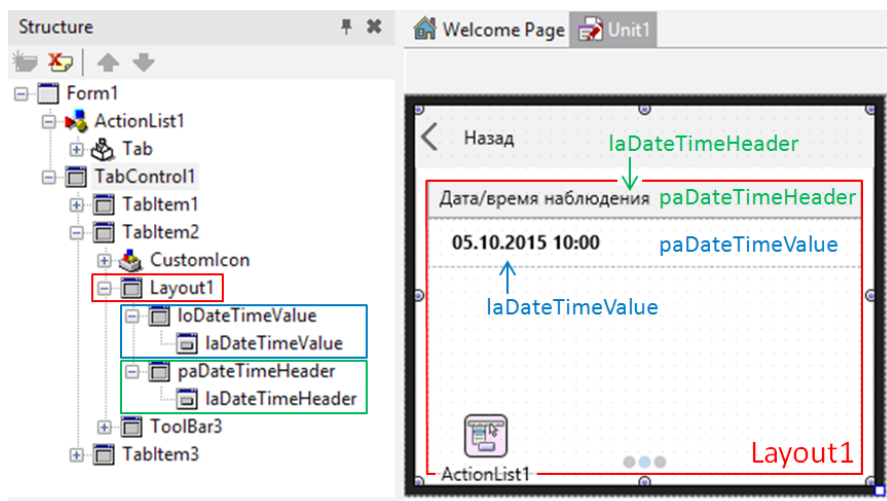 Structure
Form1
ActionList1
Tab
TabControl1
TabItem1
TabItem2
CustomIcon
Layout1
loDateTimeValue
laDateTimeValue
paDateTimeHeader
laDateTimeHeader
ToolBar3
TabItem3
Welcome Page Unit1
Назад
laDateTimeHeader
Дата/время наблюдения paDateTimeHeader
05.10.2015 10:00 paDateTimeValue
laDateTimeValue
Layout1
ActionList1